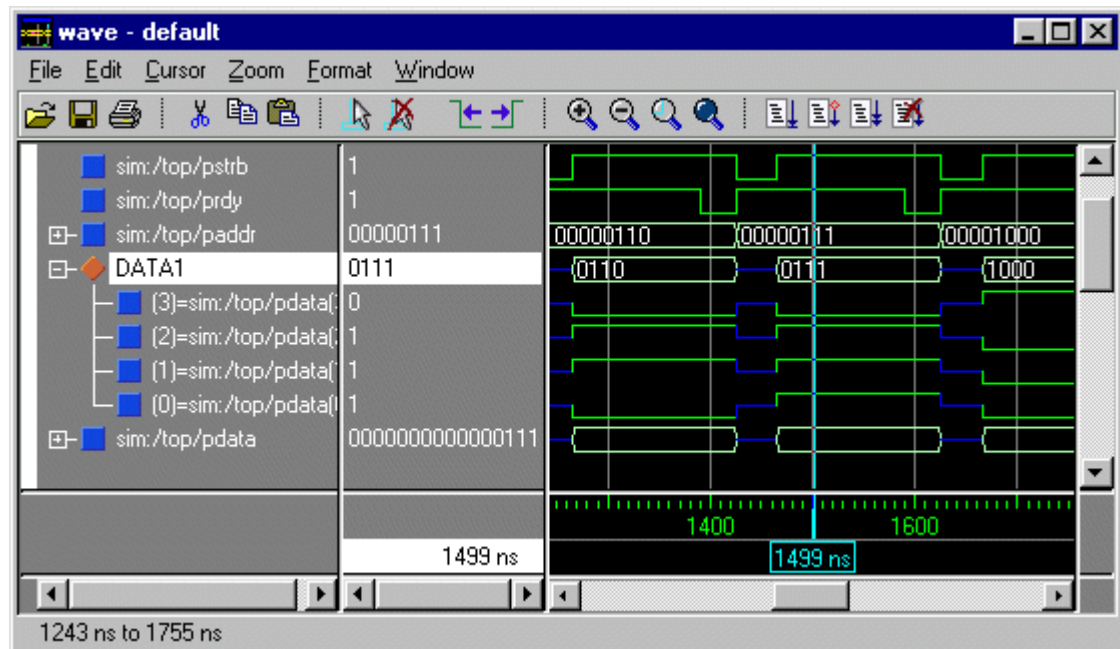 wave - default
File Edit Cursor Zoom Format Window
sim:/top/pstrb 1
sim:/top/prdy 1
sim:/top/paddr 00000111 00000110 00000111 00001000
DATA1 0111 0110 0111 1000
(3)=sim:/top/pdata( 0
(2)=sim:/top/pdata( 1
(1)=sim:/top/pdata( 1
(0)=sim:/top/pdata( 1
sim:/top/pdata 0000000000000111
1400 1600
1499 ns 1499 ns
1243 ns to 1755 ns